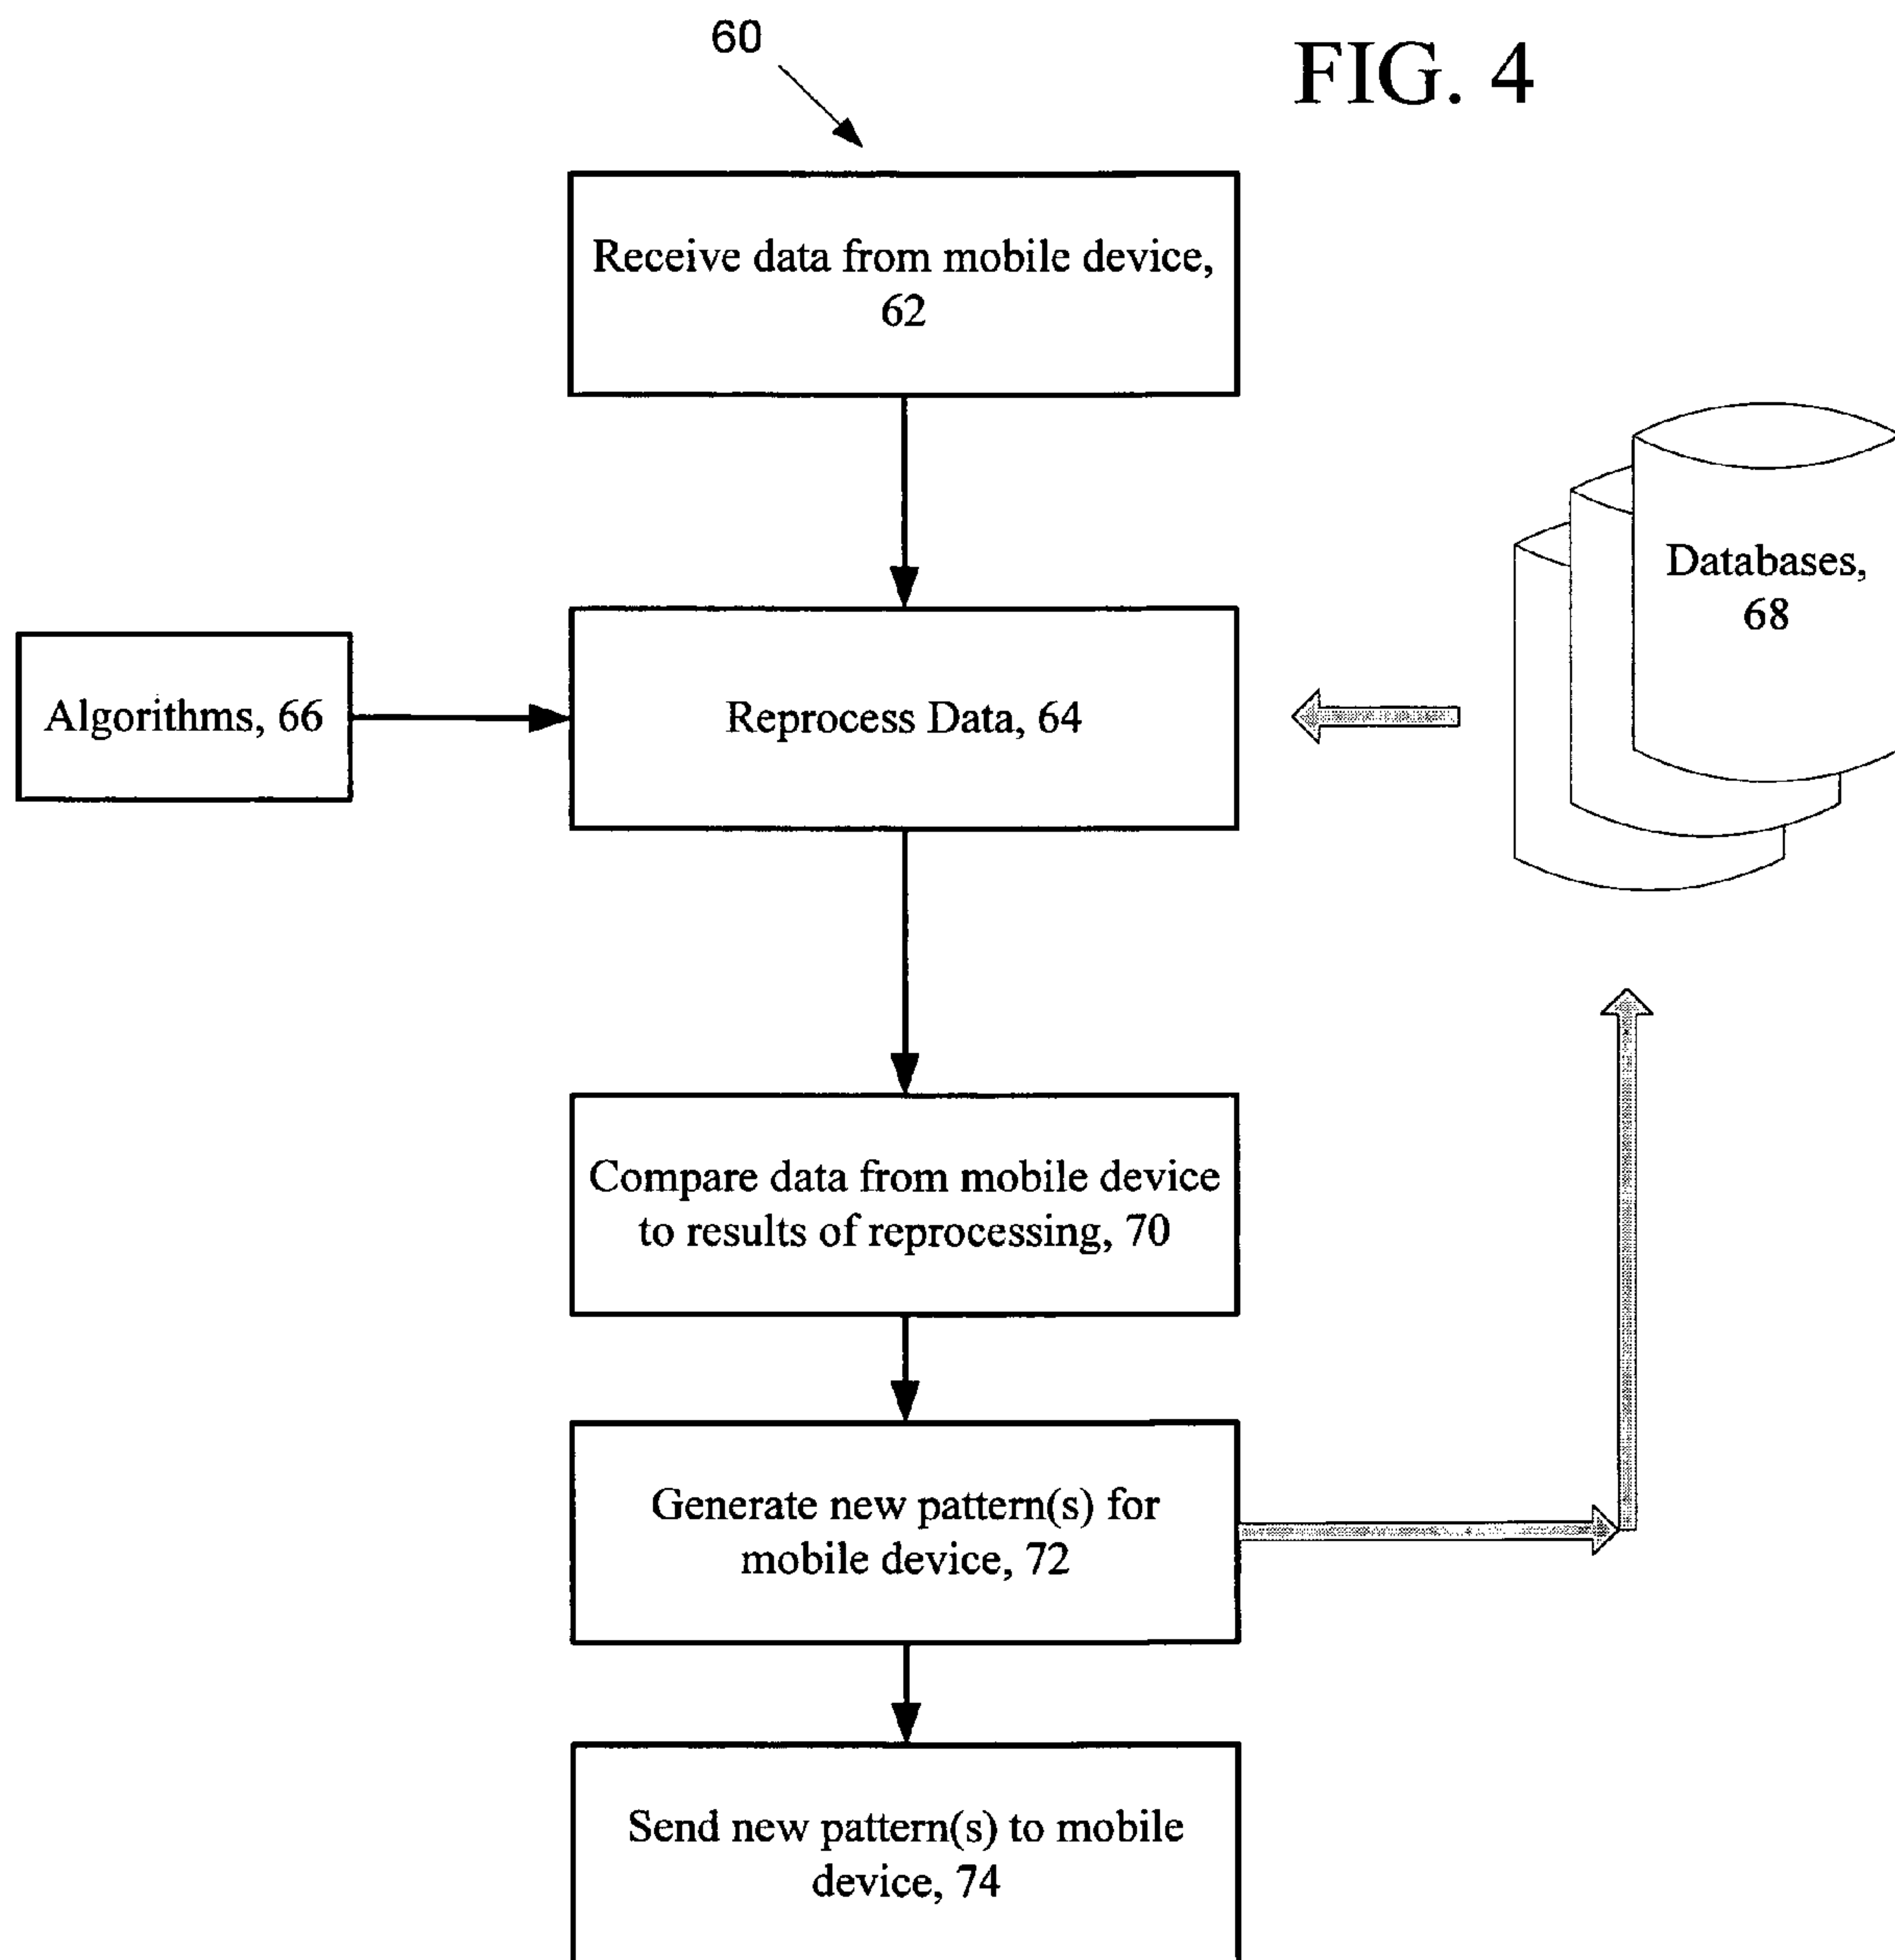 60
FIG. 4
Receive data from mobile device,
62
Databases,
68
Algorithms, 66
Reprocess Data, 64
Compare data from mobile device
to results of reprocessing, 70
Generate new pattern(s) for
mobile device, 72
Send new pattern(s) to mobile
device, 74